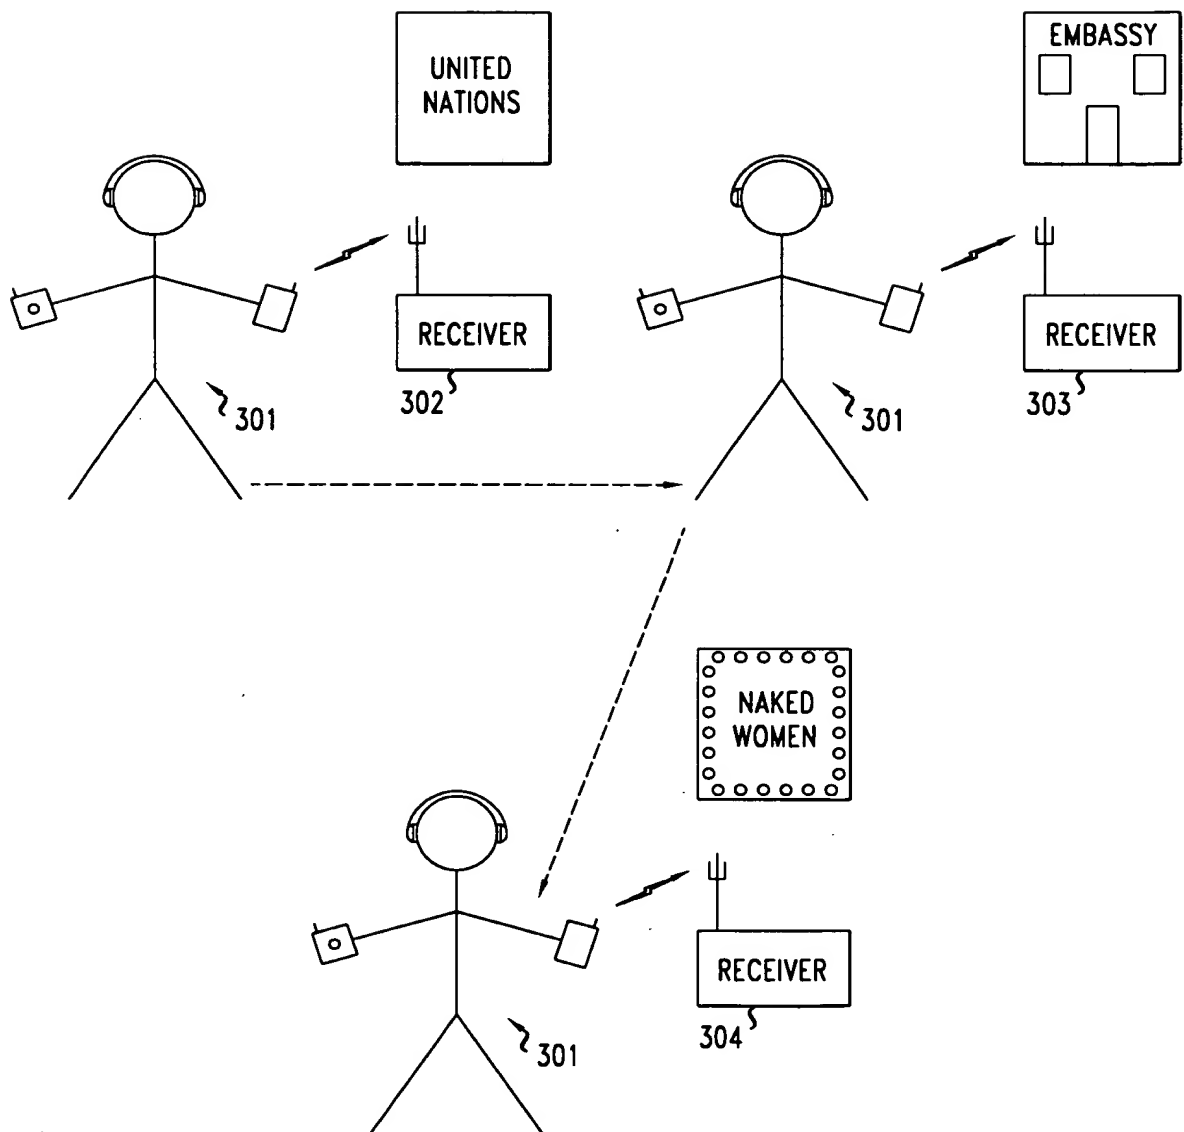 UNITED
NATIONS
EMBASSY
RECEIVER
302
301
RECEIVER
303
301
NAKED
WOMEN
RECEIVER
304
301